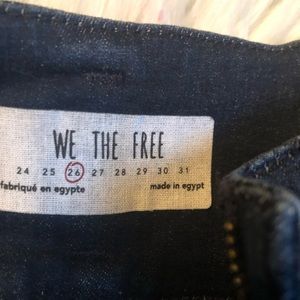 WE THE FREE
24 25 26 27 28 29 30 31
fabriqué en egypte made in egypt